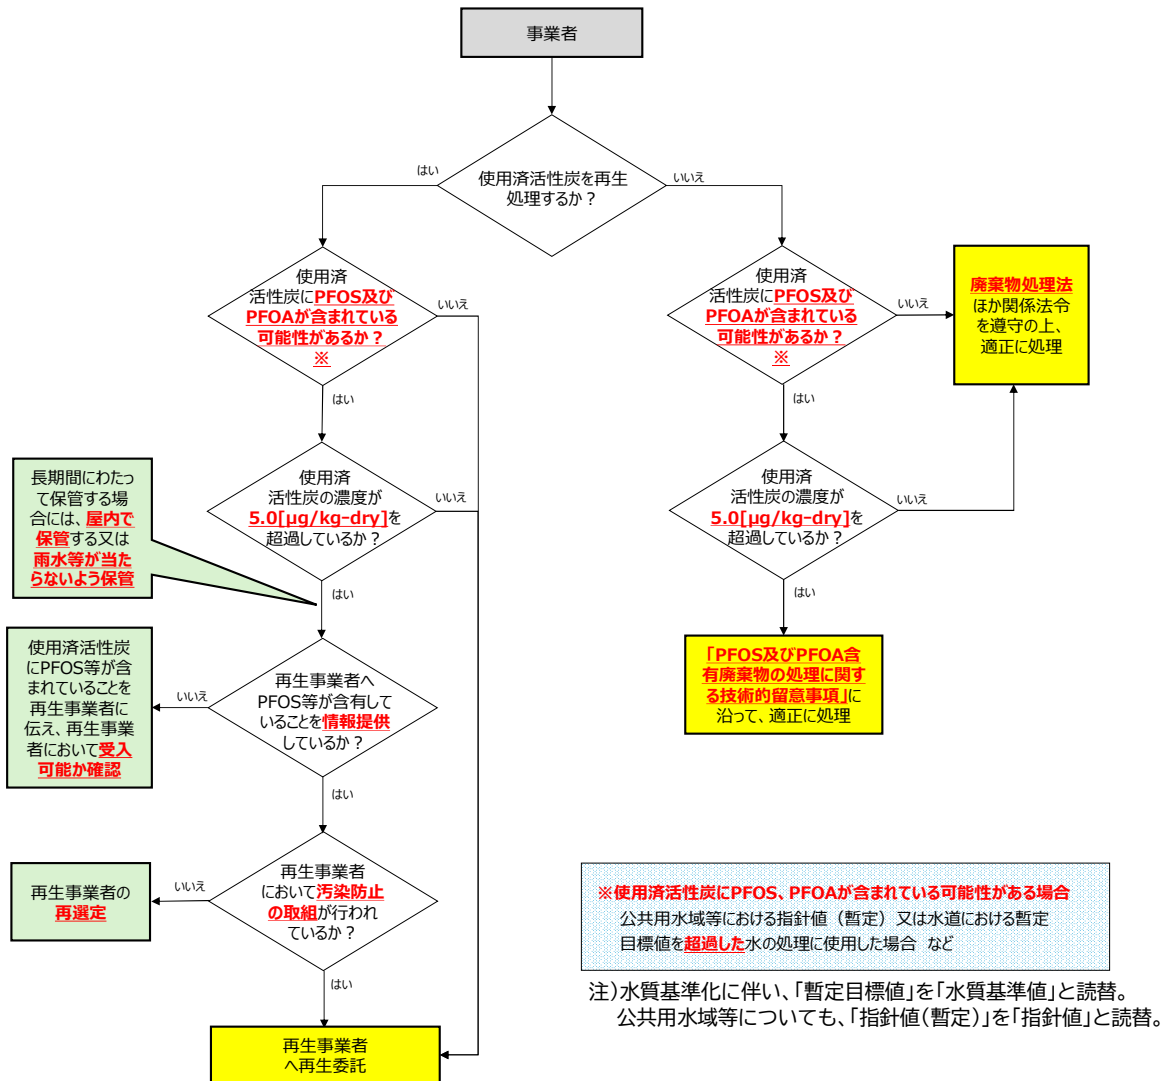 事業者
使用済活性炭を再生
処理するか？
はい
いいえ
使用済
活性炭にPFOS及び
PFOAが含まれている
可能性があるか？
※
いいえ
はい
使用済
活性炭にPFOS及び
PFOAが含まれている
可能性があるか？
※
いいえ
はい
廃棄物処理法
ほか関係法令
を遵守の上、
適正に処理
使用済
活性炭の濃度が
5.0[μg/kg-dry]を
超過しているか？
いいえ
はい
使用済
活性炭の濃度が
5.0[μg/kg-dry]を
超過しているか？
いいえ
はい
長期間にわたっ
て保管する場
合には、屋内で
保管する又は
雨水等が当た
らないよう保管
「PFOS及びPFOA含
有廃棄物の処理に関す
る技術的留意事項」に
沿って、適正に処理
再生事業者へ
PFOS等が含有して
いることを情報提供
しているか？
いいえ
はい
使用済活性炭
にPFOS等が含
まれていることを
再生事業者に
伝え、再生事業
者において受入
可能か確認
再生事業者
において汚染防止
の取組が行われ
ているか？
いいえ
はい
再生事業者の
再選定
再生事業者
へ再生委託
※使用済活性炭にPFOS、PFOAが含まれている可能性がある場合
公共用水域等における指針値（暫定）又は水道における暫定
目標値を超過した水の処理に使用した場合 など
注）水質基準化に伴い、「暫定目標値」を「水質基準値」と読替。
公共用水域等についても、「指針値(暫定)」を「指針値」と読替。